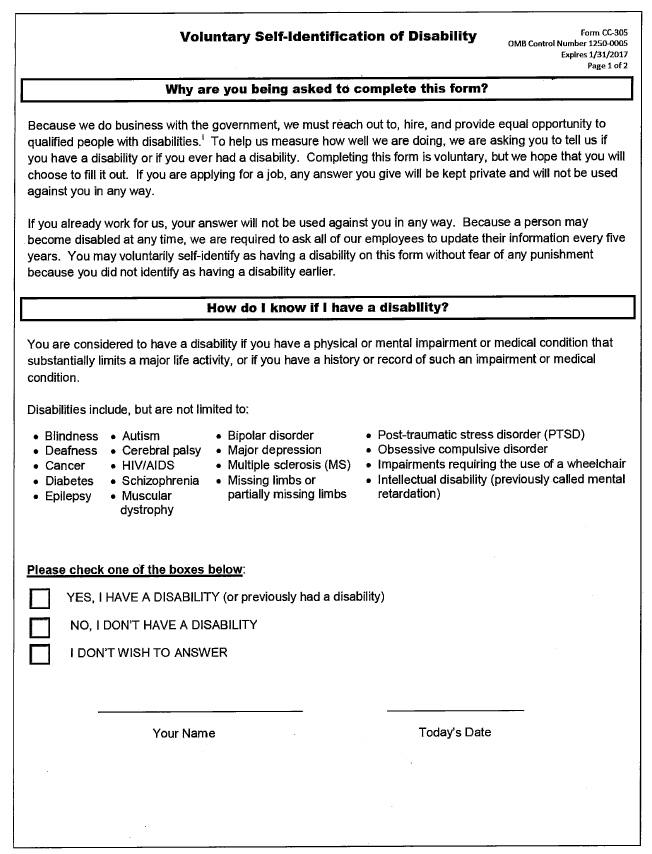 Voluntary Self-Identification of Disability
Form CC-305
OMB Control Number 1250-0005
Expires 1/31/2017
Page 1 of 2
Why are you being asked to complete this form?
Because we do business with the government, we must reach out to, hire, and provide equal opportunity to
qualified people with disabilities.¹ To help us measure how well we are doing, we are asking you to tell us if
you have a disability or if you ever had a disability. Completing this form is voluntary, but we hope that you will
choose to fill it out. If you are applying for a job, any answer you give will be kept private and will not be used
against you in any way.
If you already work for us, your answer will not be used against you in any way. Because a person may
become disabled at any time, we are required to ask all of our employees to update their information every five
years. You may voluntarily self-identify as having a disability on this form without fear of any punishment
because you did not identify as having a disability earlier.
How do I know if I have a disability?
You are considered to have a disability if you have a physical or mental impairment or medical condition that
substantially limits a major life activity, or if you have a history or record of such an impairment or medical
condition.
Disabilities include, but are not limited to:
• Blindness
• Deafness
• Cancer
• Diabetes
• Epilepsy
• Autism
• Cerebral palsy
• HIV/AIDS
• Schizophrenia
• Muscular
dystrophy
• Bipolar disorder
• Major depression
• Multiple sclerosis (MS)
• Missing limbs or
partially missing limbs
• Post-traumatic stress disorder (PTSD)
• Obsessive compulsive disorder
• Impairments requiring the use of a wheelchair
• Intellectual disability (previously called mental
retardation)
Please check one of the boxes below:
YES, I HAVE A DISABILITY (or previously had a disability)
NO, I DON'T HAVE A DISABILITY
I DON'T WISH TO ANSWER
Your Name
Today's Date